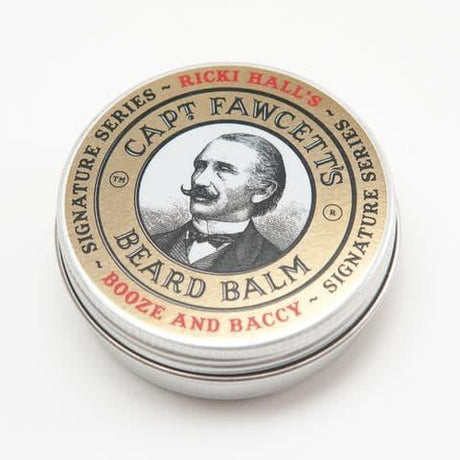 ~ RICKI HALL'S ~
SIGNATURE SERIES
BOOZE AND BACCY
~ SIGNATURE SERIES ~
CAPT FAWCETT'S
TM
®
BEARD BALM